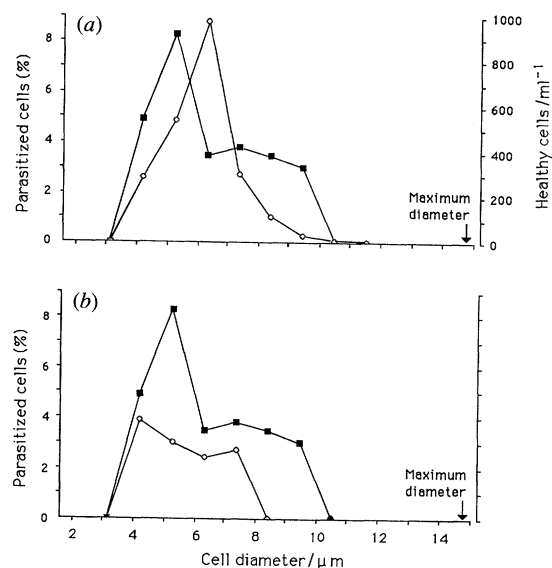 (a)
Parasitized cells (%)
8
6
4
2
0
1000
800
600
400
200
0
Healthy cells/ml⁻¹
Maximum
diameter
(b)
Parasitized cells (%)
8
6
4
2
0
Maximum
diameter
2 4 6 8 10 12 14
Cell diameter/μm